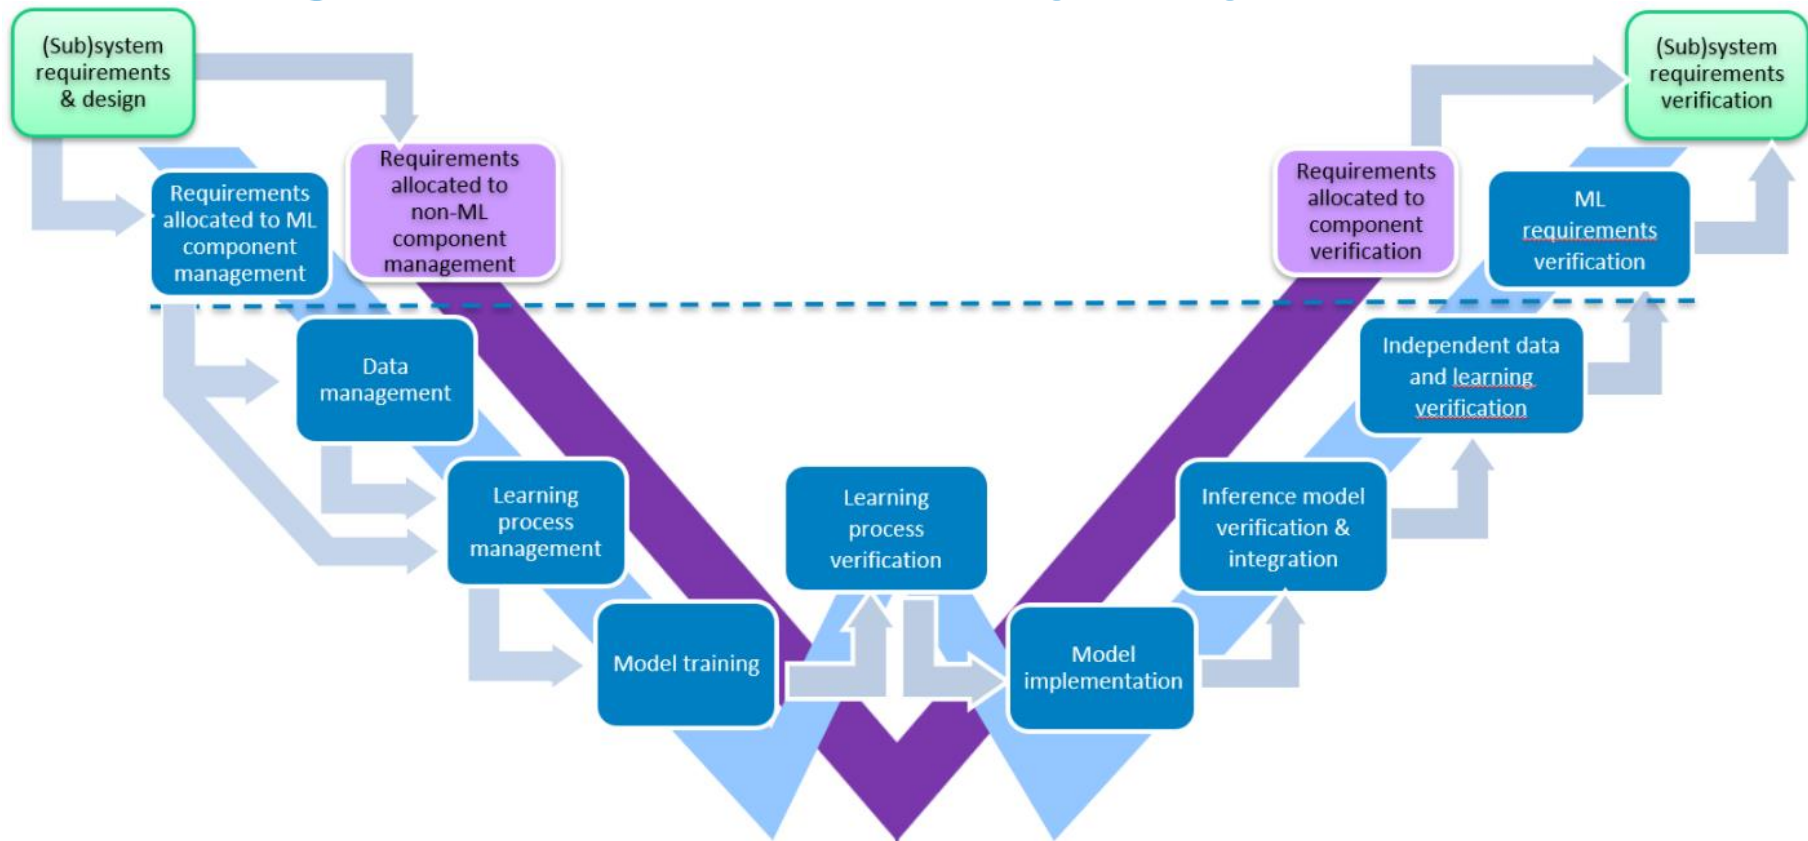 (Sub)system
requirements
& design
(Sub)system
requirements
verification
Requirements
allocated to
non-ML
component
management
Requirements
allocated to
component
verification
Requirements
allocated to ML
component
management
ML
requirements
verification
Data
management
Independent data
and learning
verification
Learning
process
management
Learning
process
verification
Inference model
verification &
integration
Model training
Model
implementation